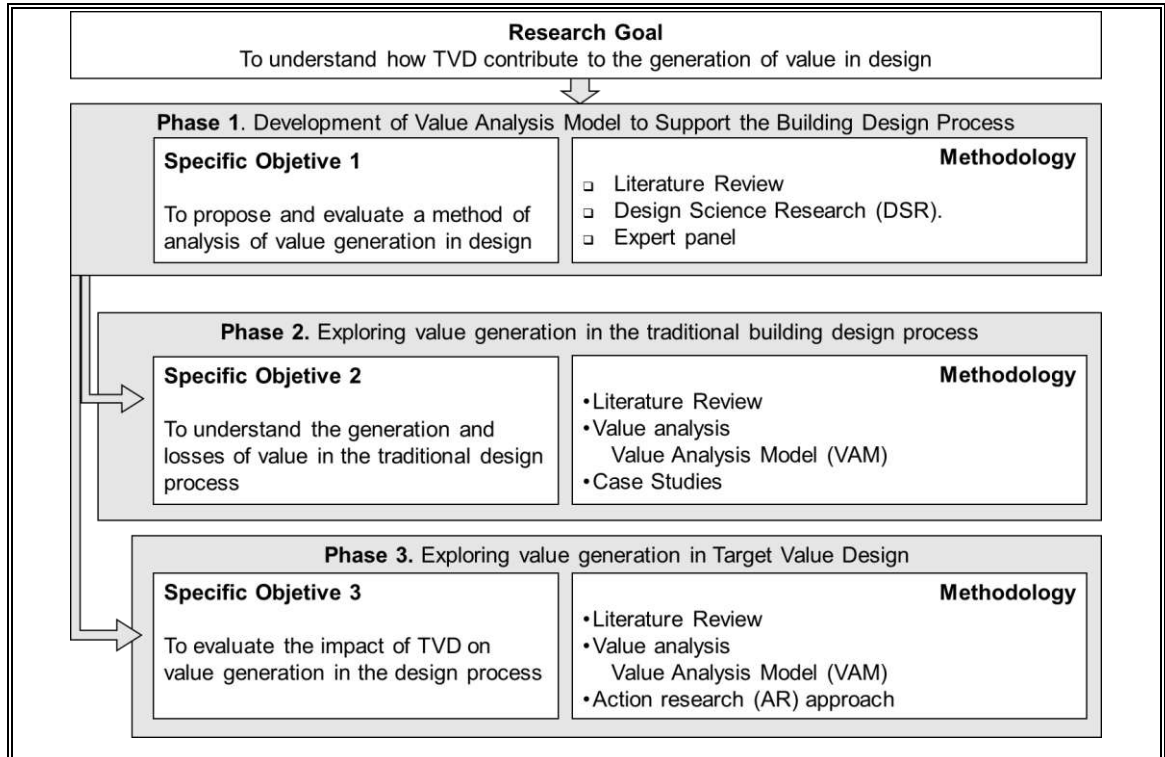 Research Goal
To understand how TVD contribute to the generation of value in design
Phase 1. Development of Value Analysis Model to Support the Building Design Process
Specific Objetive 1
To propose and evaluate a method of
analysis of value generation in design
Methodology
❑ Literature Review
❑ Design Science Research (DSR).
❑ Expert panel
Phase 2. Exploring value generation in the traditional building design process
Specific Objetive 2
To understand the generation and
losses of value in the traditional design
process
Methodology
•Literature Review
•Value analysis
Value Analysis Model (VAM)
•Case Studies
Phase 3. Exploring value generation in Target Value Design
Specific Objetive 3
To evaluate the impact of TVD on
value generation in the design process
Methodology
•Literature Review
•Value analysis
Value Analysis Model (VAM)
•Action research (AR) approach